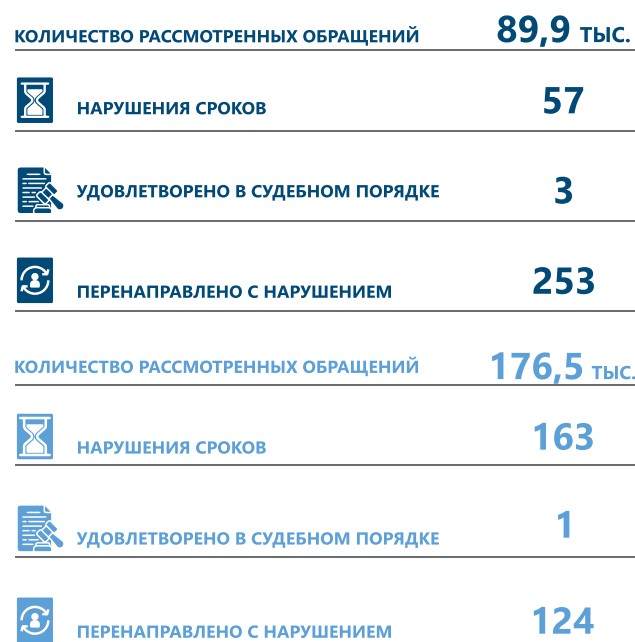 КОЛИЧЕСТВО РАССМОТРЕННЫХ ОБРАЩЕНИЙ 89,9 ТЫС.
НАРУШЕНИЯ СРОКОВ 57
УДОВЛЕТВОРЕНО В СУДЕБНОМ ПОРЯДКЕ 3
ПЕРЕНАПРАВЛЕНО С НАРУШЕНИЕМ 253
КОЛИЧЕСТВО РАССМОТРЕННЫХ ОБРАЩЕНИЙ 176,5 ТЫС.
НАРУШЕНИЯ СРОКОВ 163
УДОВЛЕТВОРЕНО В СУДЕБНОМ ПОРЯДКЕ 1
ПЕРЕНАПРАВЛЕНО С НАРУШЕНИЕМ 124